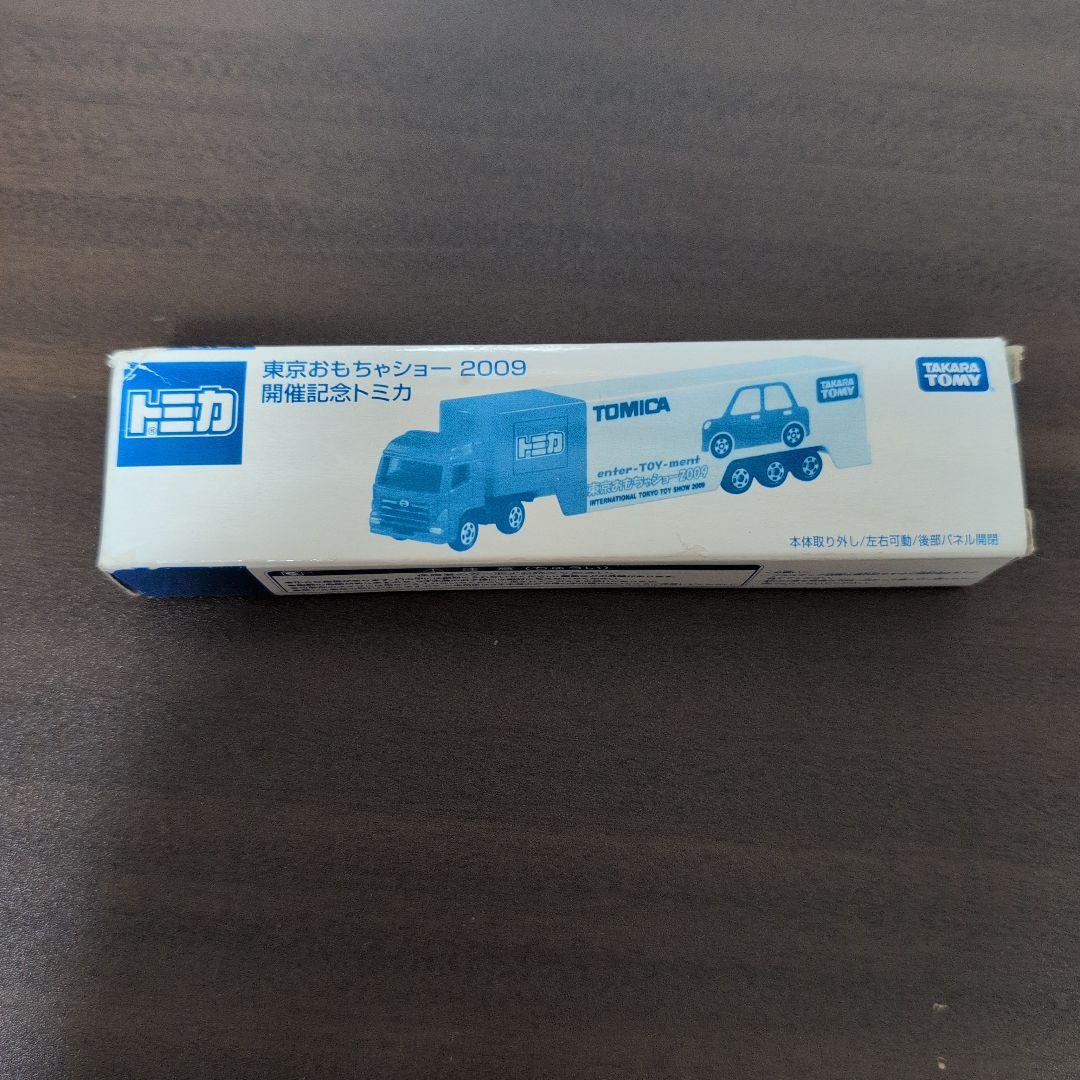 トミカ
東京おもちゃショー 2009
開催記念トミカ
トミカ
TOMICA
enter-TOY-ment
東京おもちゃショー2009
INTERNATIONAL TOKYO TOY SHOW 2009
TAKARA TOMY
TAKARA TOMY
本体取り外し/左右可動/後部パネル開閉